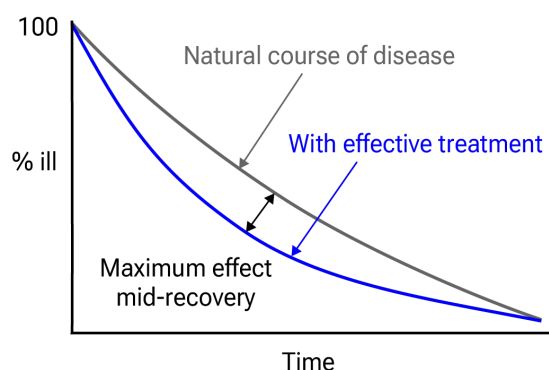 100
Natural course of disease
With effective treatment
% ill
Maximum effect
mid-recovery
Time